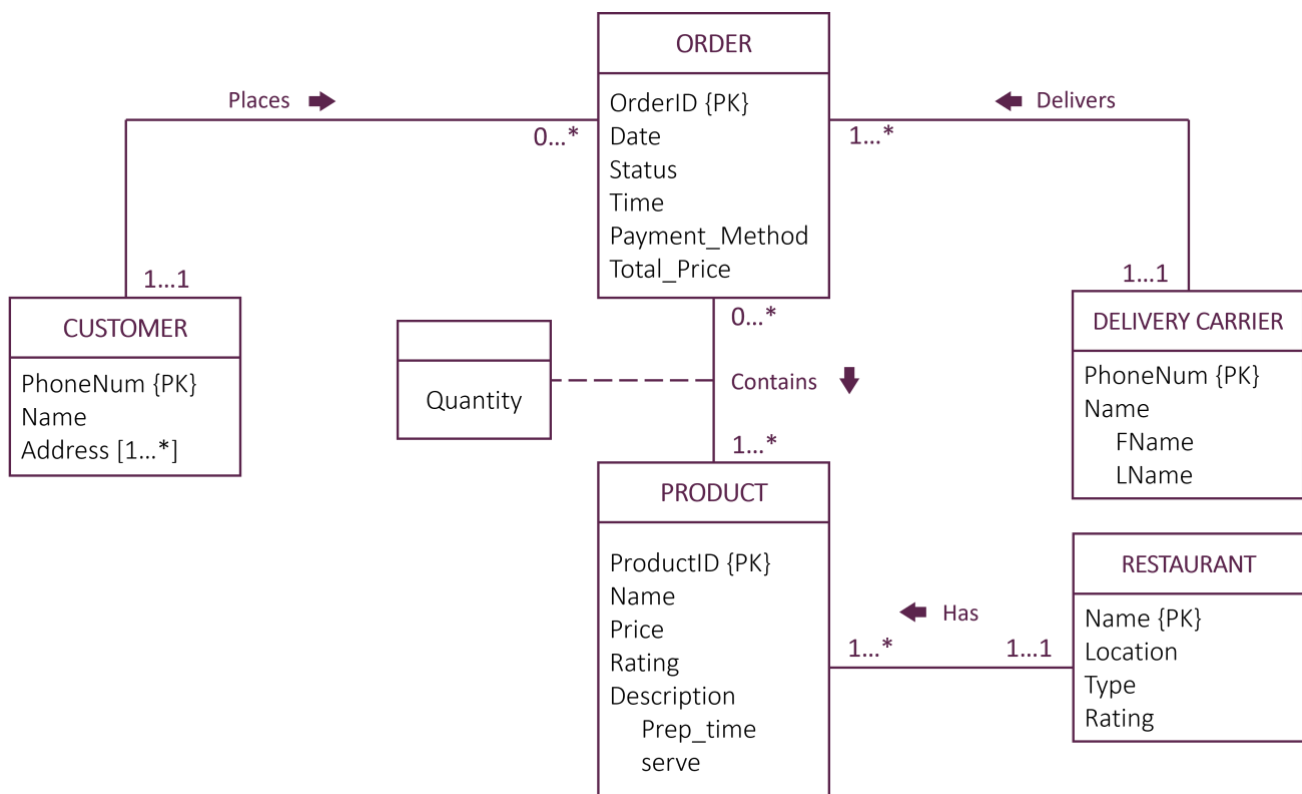 ORDER
OrderID {PK}
Date
Status
Time
Payment_Method
Total_Price
Places
0...*
1...1
Delivers
1...*
1...1
CUSTOMER
PhoneNum {PK}
Name
Address [1...*]
Quantity
0...*
Contains
1...*
DELIVERY CARRIER
PhoneNum {PK}
Name
FName
LName
PRODUCT
ProductID {PK}
Name
Price
Rating
Description
Prep_time
serve
Has
1...*
1...1
RESTAURANT
Name {PK}
Location
Type
Rating